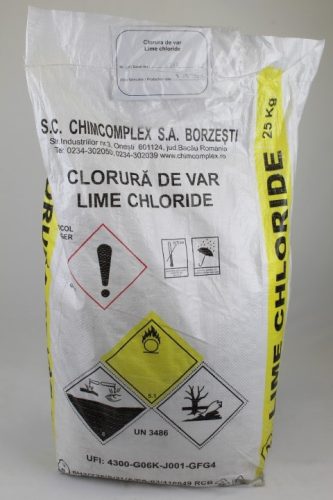 Clorura de var
Lime chloride
S.C. CHIMCOMPLEX S.A. BORZEȘTI
Str. Industriilor nr.3, Onești 601124, jud.Bacău Romania
Tel: 0234-302050, 0234-302039 www.chimcomplex.ro
CLORURĂ DE VAR
LIME CHLORIDE
5.1
UN 3486
UFI: 4300-G06K-J001-GFG4
LIME CHLORIDE 25 Kg